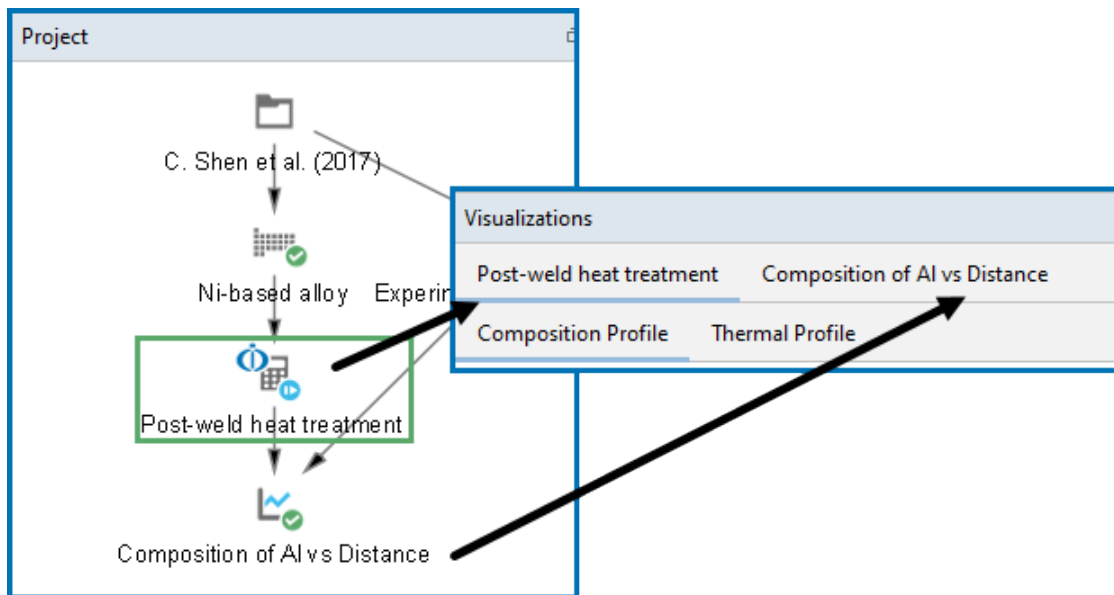 Project
C. Shen et al. (2017)
Ni-based alloy
Post-weld heat treatment
Composition of Al vs Distance
Visualizations
Post-weld heat treatment Composition of Al vs Distance
Composition Profile Thermal Profile